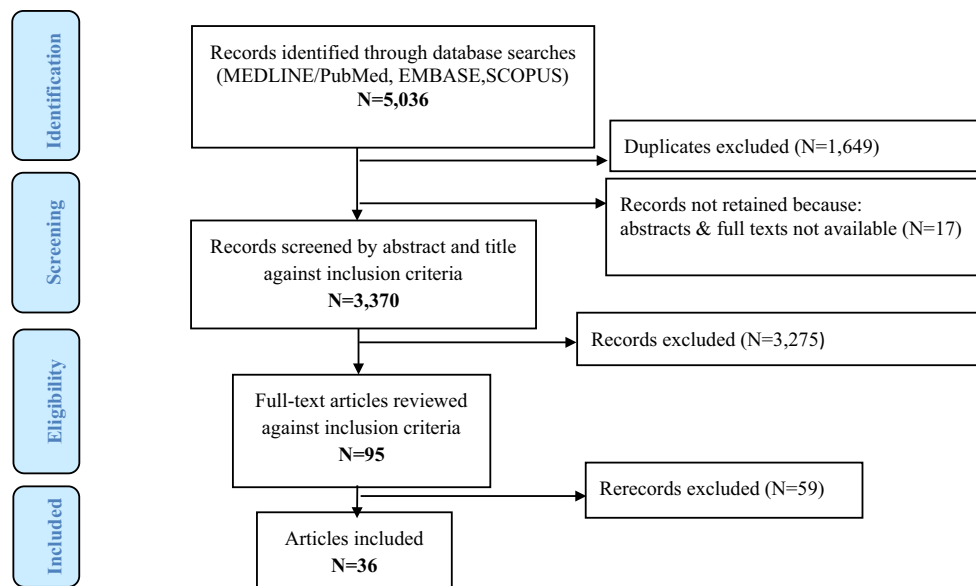 Identification
Records identified through database searches
(MEDLINE/PubMed, EMBASE,SCOPUS)
N=5,036
Duplicates excluded (N=1,649)
Screening
Records not retained because:
abstracts & full texts not available (N=17)
Records screened by abstract and title
against inclusion criteria
N=3,370
Eligibility
Records excluded (N=3,275)
Full-text articles reviewed
against inclusion criteria
N=95
Included
Rerecords excluded (N=59)
Articles included
N=36